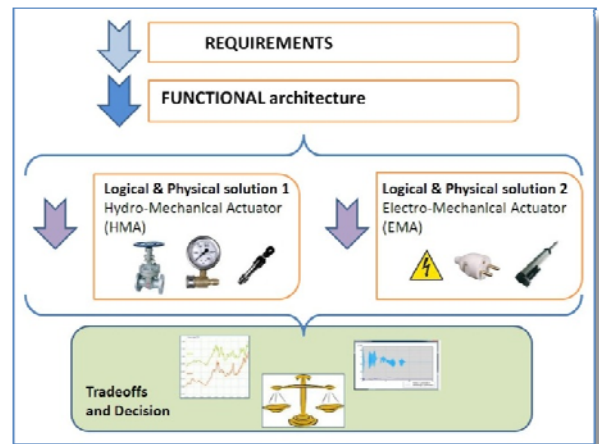 REQUIREMENTS
FUNCTIONAL architecture
Logical & Physical solution 1
Hydro-Mechanical Actuator
(HMA)
Logical & Physical solution 2
Electro-Mechanical Actuator
(EMA)
Tradeoffs
and Decision